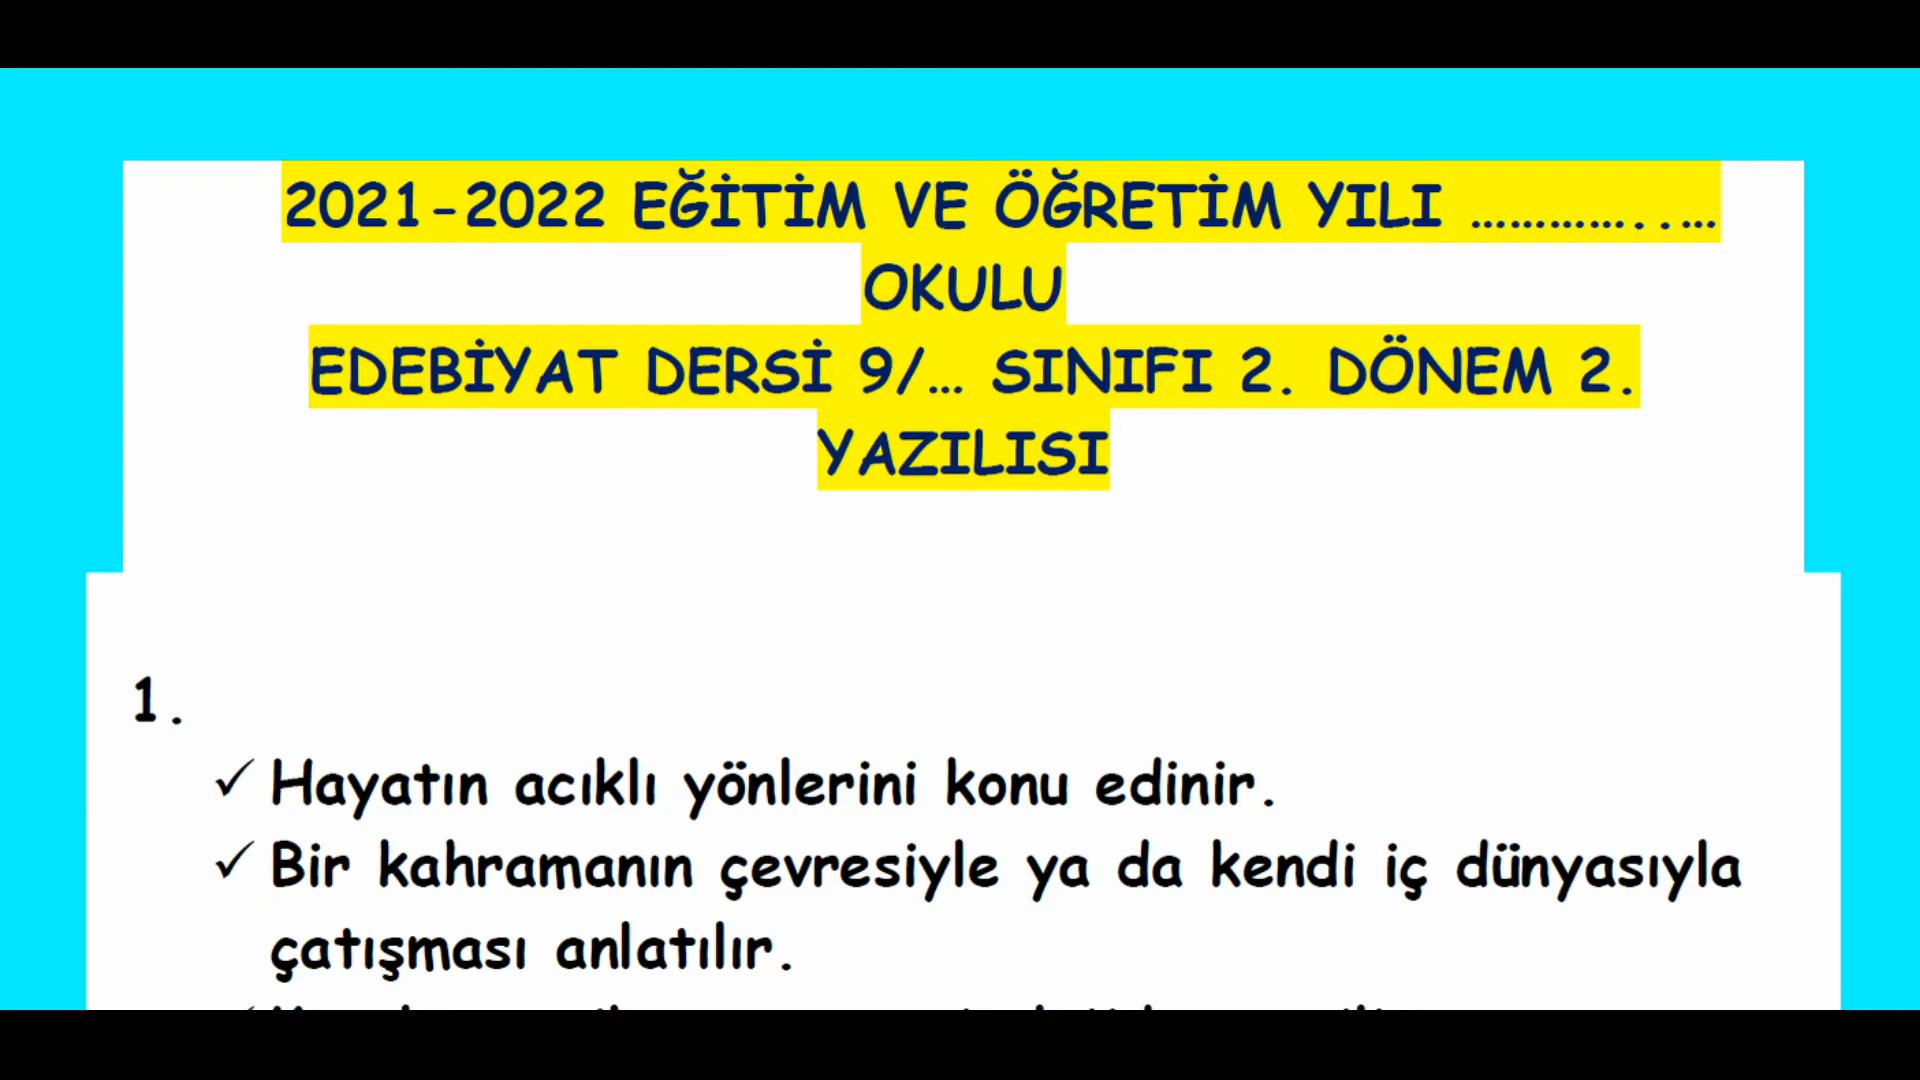 2021-2022 EĞİTİM VE ÖĞRETİM YILI …………..…
OKULU
EDEBİYAT DERSİ 9/… SINIFI 2. DÖNEM 2.
YAZILISI
1.
✓ Hayatın acıklı yönlerini konu edinir.
✓ Bir kahramanın çevresiyle ya da kendi iç dünyasıyla
çatışması anlatılır.